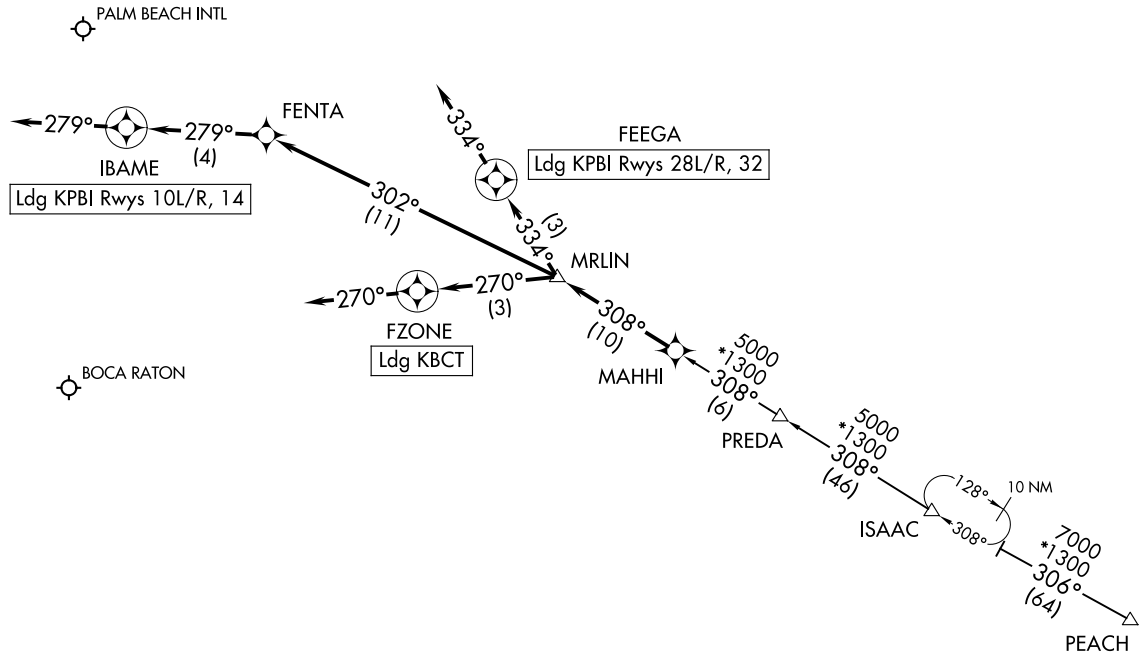 PALM BEACH INTL
FENTA
FEEGA
Ldg KPBI Rwys 28L/R, 32
334°
279°
279°
(4)
IBAME
Ldg KPBI Rwys 10L/R, 14
302°
(11)
(3)
334°
MRLIN
270°
270°
(3)
FZONE
Ldg KBCT
308°
(10)
MAHHI
BOCA RATON
5000
*1300
308°
(6)
PREDA
5000
*1300
308°
(46)
ISAAC
128°
10 NM
308°
7000
*1300
306°
(64)
PEACH